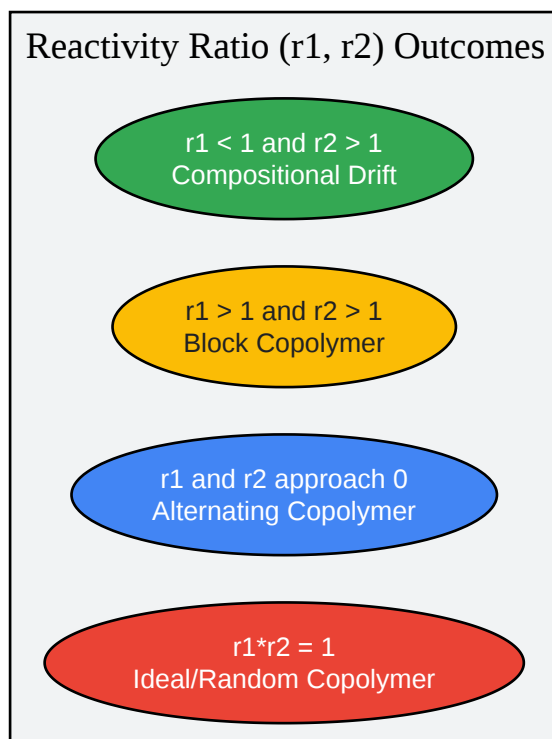 Reactivity Ratio (r1, r2) Outcomes
r1 < 1 and r2 > 1
Compositional Drift
r1 > 1 and r2 > 1
Block Copolymer
r1 and r2 approach 0
Alternating Copolymer
r1*r2 = 1
Ideal/Random Copolymer